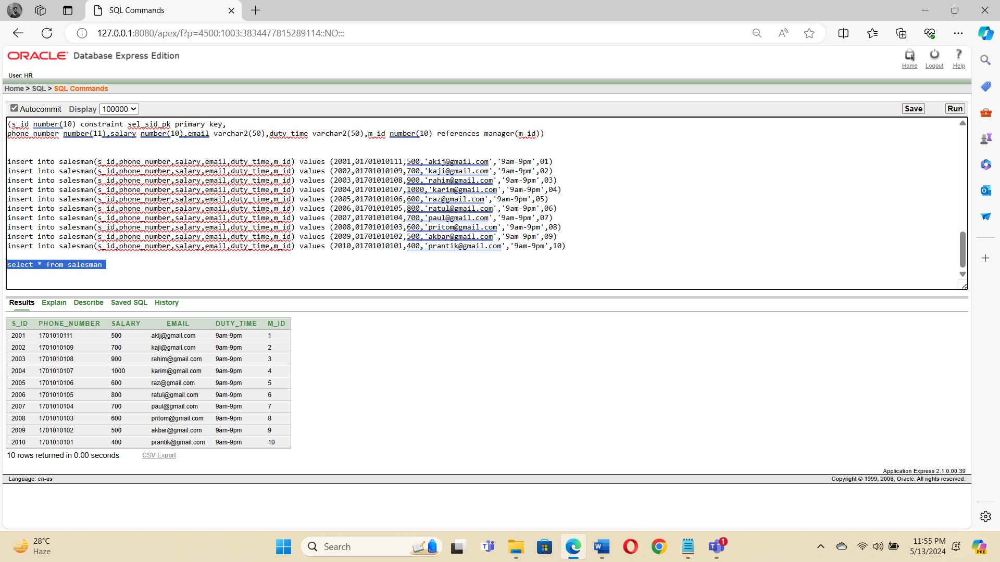 SQL Commands
127.0.0.1:8080/apex/f?p=4500:1003:3834477815289114::NO:::
ORACLE Database Express Edition
Home Logout Help
User: HR
Home > SQL > SQL Commands
Autocommit Display 100000 Save Run
(s_id number(10) constraint sel_sid_pk primary key,
phone_number number(11),salary number(10),email varchar2(50),duty_time varchar2(50),m_id number(10) references manager(m_id))
insert into salesman(s_id,phone_number,salary,email,duty_time,m_id) values (2001,01701010111,500,'akij@gmail.com','9am-9pm',01)
insert into salesman(s_id,phone_number,salary,email,duty_time,m_id) values (2002,01701010109,700,'kaji@gmail.com','9am-9pm',02)
insert into salesman(s_id,phone_number,salary,email,duty_time,m_id) values (2003,01701010108,900,'rahim@gmail.com','9am-9pm',03)
insert into salesman(s_id,phone_number,salary,email,duty_time,m_id) values (2004,01701010107,1000,'karim@gmail.com','9am-9pm',04)
insert into salesman(s_id,phone_number,salary,email,duty_time,m_id) values (2005,01701010106,600,'raz@gmail.com','9am-9pm',05)
insert into salesman(s_id,phone_number,salary,email,duty_time,m_id) values (2006,01701010105,800,'ratul@gmail.com','9am-9pm',06)
insert into salesman(s_id,phone_number,salary,email,duty_time,m_id) values (2007,01701010104,700,'paul@gmail.com','9am-9pm',07)
insert into salesman(s_id,phone_number,salary,email,duty_time,m_id) values (2008,01701010103,600,'pritom@gmail.com','9am-9pm',08)
insert into salesman(s_id,phone_number,salary,email,duty_time,m_id) values (2009,01701010102,500,'akbar@gmail.com','9am-9pm',09)
insert into salesman(s_id,phone_number,salary,email,duty_time,m_id) values (2010,01701010101,400,'prantik@gmail.com','9am-9pm',10)
select * from salesman
Results Explain Describe Saved SQL History
S_ID PHONE_NUMBER SALARY EMAIL DUTY_TIME M_ID
2001 1701010111 500 akij@gmail.com 9am-9pm 1
2002 1701010109 700 kaji@gmail.com 9am-9pm 2
2003 1701010108 900 rahim@gmail.com 9am-9pm 3
2004 1701010107 1000 karim@gmail.com 9am-9pm 4
2005 1701010106 600 raz@gmail.com 9am-9pm 5
2006 1701010105 800 ratul@gmail.com 9am-9pm 6
2007 1701010104 700 paul@gmail.com 9am-9pm 7
2008 1701010103 600 pritom@gmail.com 9am-9pm 8
2009 1701010102 500 akbar@gmail.com 9am-9pm 9
2010 1701010101 400 prantik@gmail.com 9am-9pm 10
10 rows returned in 0.00 seconds CSV Export
Application Express 2.1.0.00.39
Language: en-us Copyright © 1999, 2006, Oracle. All rights reserved.
28°C
Haze
Search
1
11:55 PM
5/13/2024
PRE